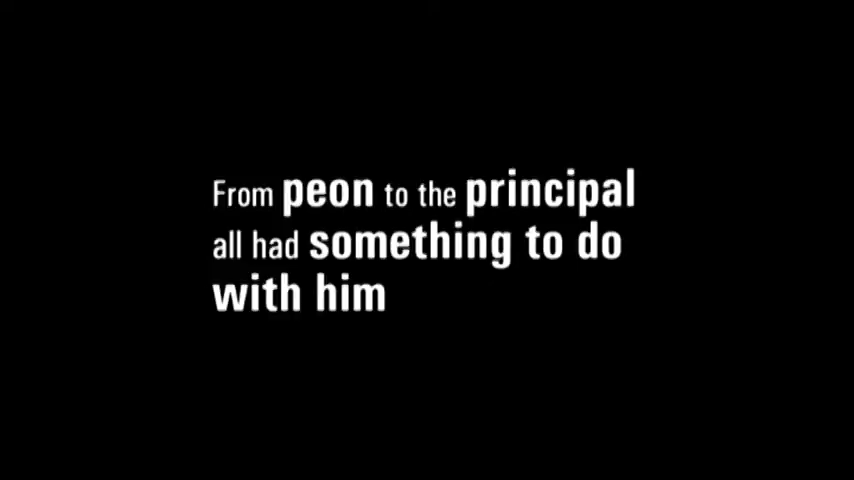 From peon to the principal
all had something to do
with him